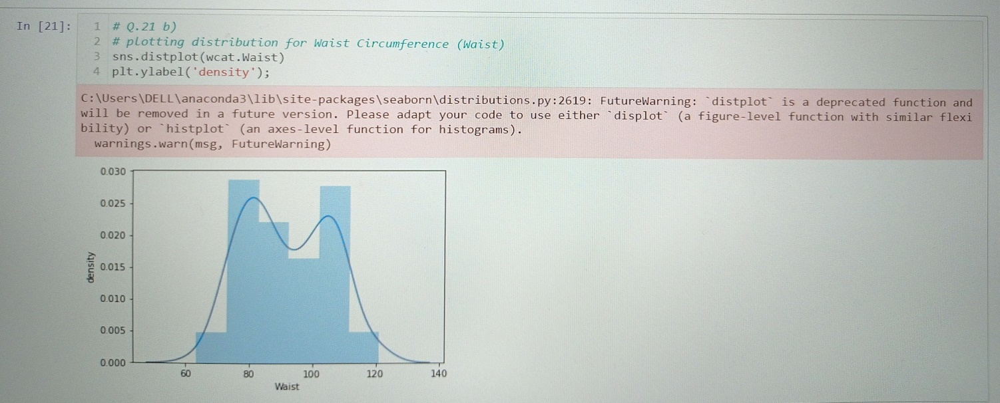 In [21]:
1 # Q.21 b)
2 # plotting distribution for Waist Circumference (Waist)
3 sns.distplot(wcat.Waist)
4 plt.ylabel('density');
C:\Users\DELL\anaconda3\lib\site-packages\seaborn\distributions.py:2619: FutureWarning: `distplot` is a deprecated function and
will be removed in a future version. Please adapt your code to use either `displot` (a figure-level function with similar flexi
bility) or `histplot` (an axes-level function for histograms).
warnings.warn(msg, FutureWarning)
0.030
0.025
0.020
0.015
0.010
0.005
0.000
density
60 80 100 120 140
Waist